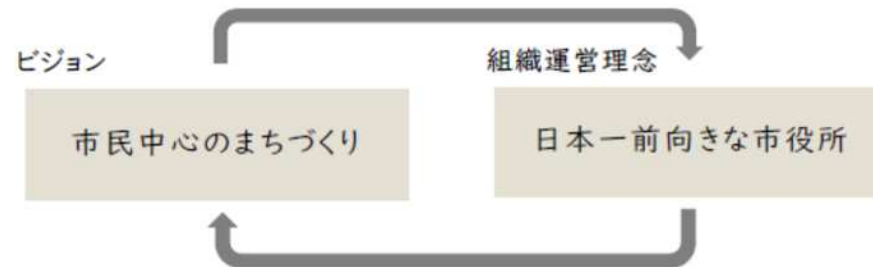 ビジョン
市民中心のまちづくり
組織運営理念
日本一前向きな市役所